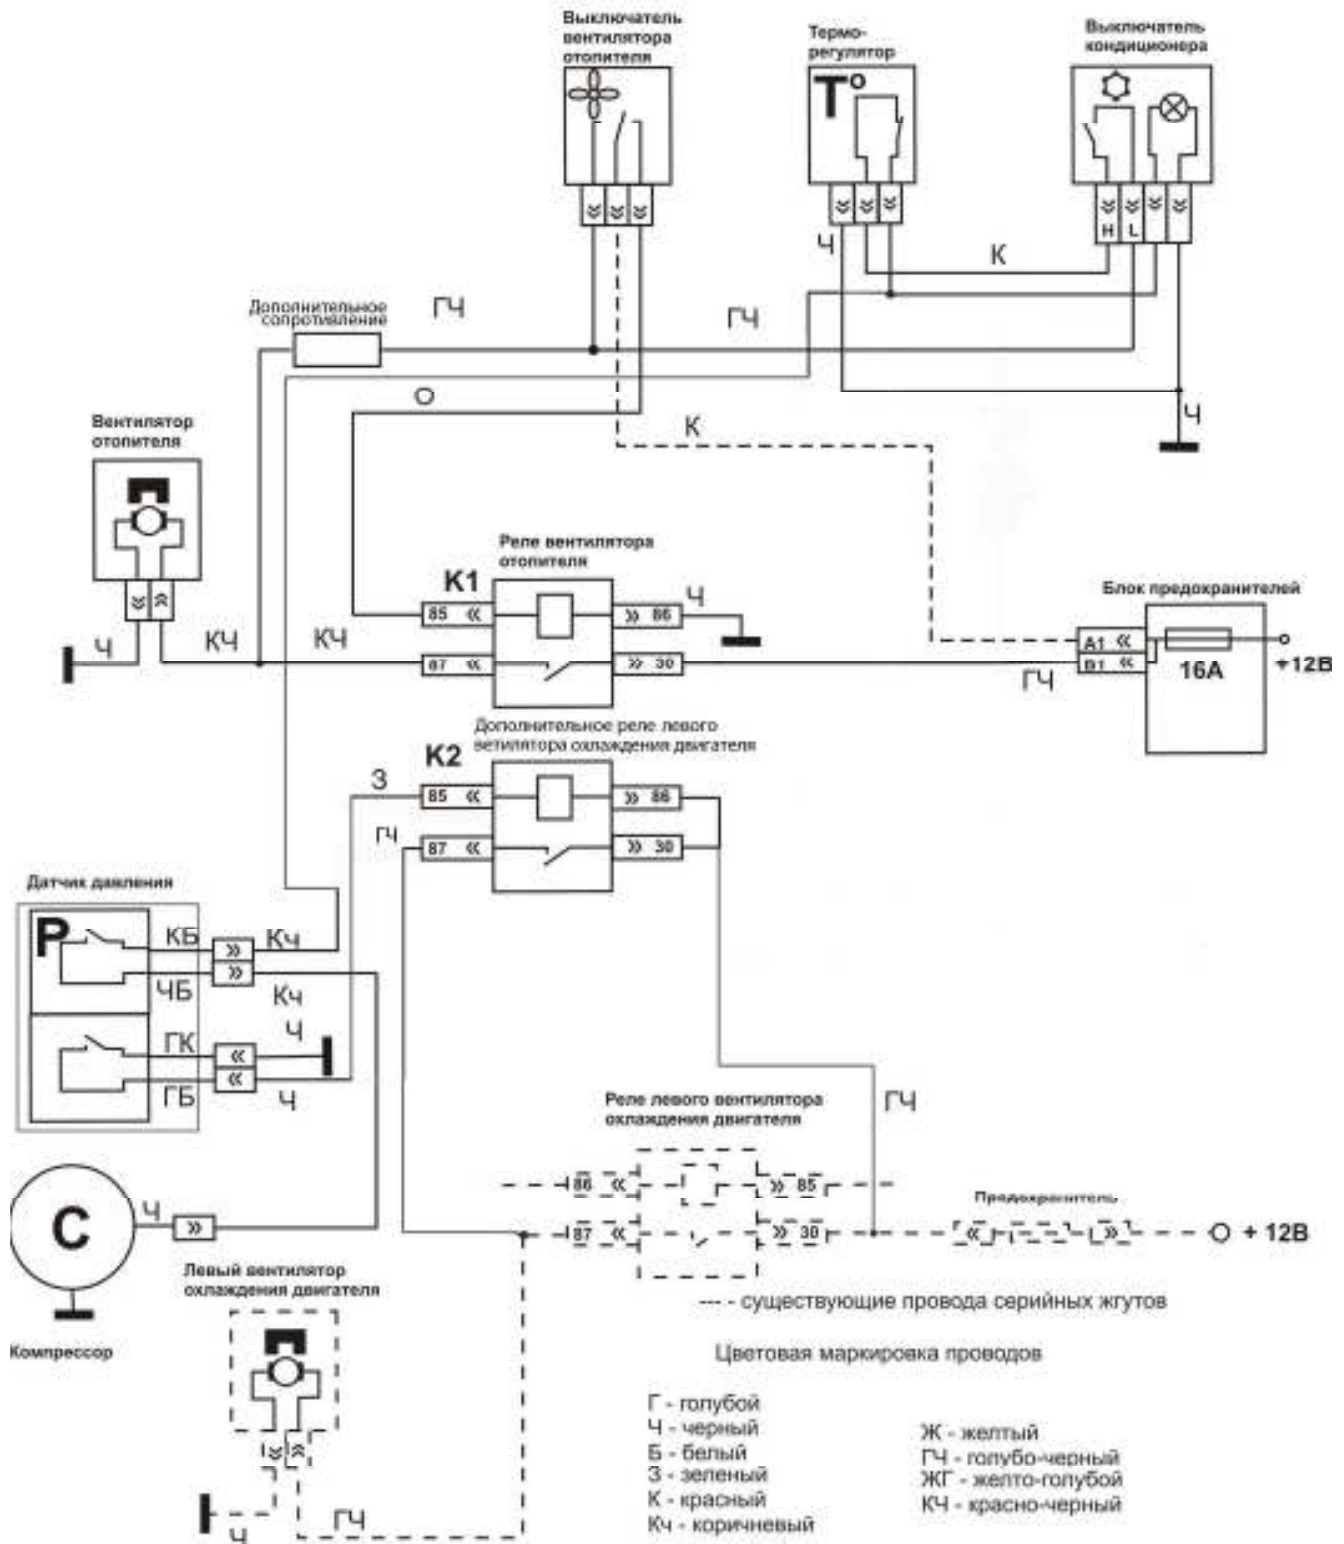 Выключатель
вентилятора
отопителя
Термо-
регулятор
Выключатель
кондиционера
T°
H L
Ч
К
Дополнительное
сопротивление
ГЧ
ГЧ
О
К
Ч
Вентилятор
отопителя
Реле вентилятора
отопителя
K1
85
86
Ч
Блок предохранителей
A1
B1
16A
+12В
Ч
КЧ
КЧ
87
30
ГЧ
Дополнительное реле левого
ветилятора охлаждения двигателя
K2
З
85
86
ГЧ
87
30
Датчик давления
P
КБ
Кч
ЧБ
Кч
ГК
Ч
ГБ
Ч
Реле левого вентилятора
охлаждения двигателя
ГЧ
86
85
Предохранитель
87
30
+ 12В
C
Ч
Компрессор
Левый вентилятор
охлаждения двигателя
Ч
ГЧ
--- - существующие провода серийных жгутов
Цветовая маркировка проводов
Г - голубой
Ч - черный
Б - белый
З - зеленый
К - красный
Кч - коричневый
Ж - желтый
ГЧ - голубо-черный
ЖГ - желто-голубой
КЧ - красно-черный